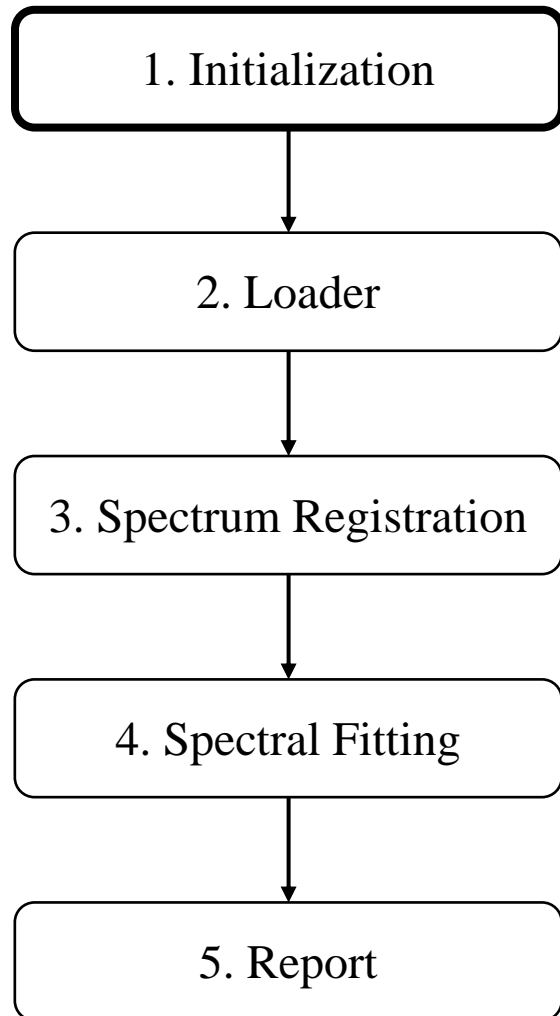 1. Initialization
2. Loader
3. Spectrum Registration
4. Spectral Fitting
5. Report